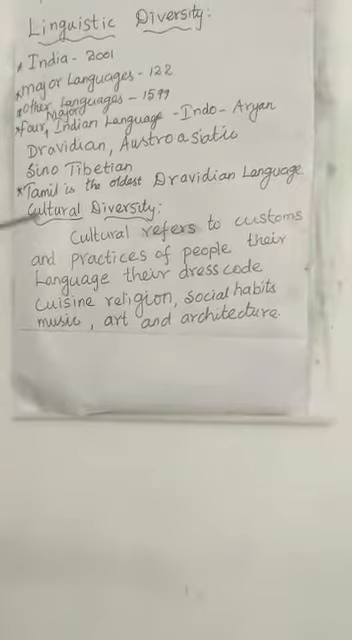 Linguistic Diversity:
* India - 2001
* major Languages - 122
* other Languages - 1599
* four Major Indian Language - Indo - Aryan
Dravidian, Austroasiatic
Sino Tibetian
* Tamil is the oldest Dravidian Language
Cultural Diversity:
Cultural refers to customs
and practices of people their
Language their dress code
cuisine religion, social habits
music, art and architecture.